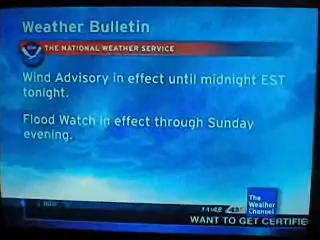 Weather Bulletin
THE NATIONAL WEATHER SERVICE
Wind Advisory in effect until midnight EST
tonight.
Flood Watch in effect through Sunday
evening.
The
Weather
Channel
WANT TO GET CERTIFIE